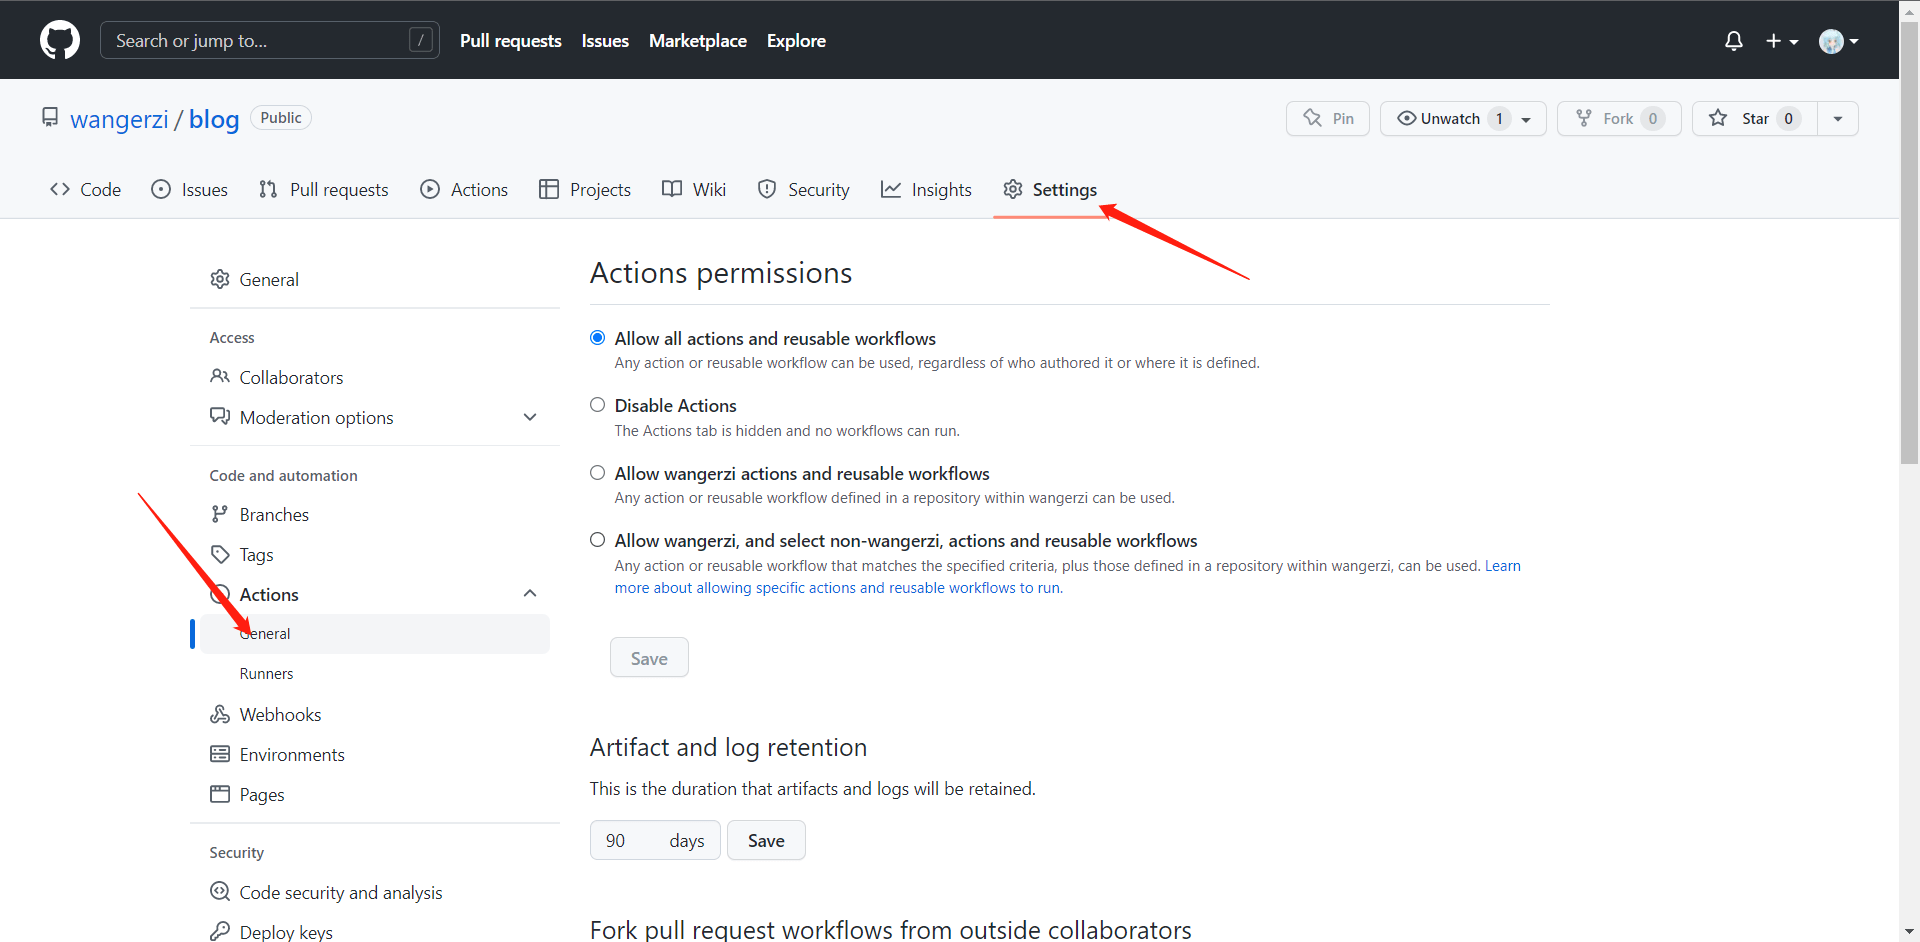 Search or jump to... /
Pull requests Issues Marketplace Explore
wangerzi / blog Public
Pin Unwatch 1 Fork 0 Star 0
Code Issues Pull requests Actions Projects Wiki Security Insights Settings
General
Access
Collaborators
Moderation options
Code and automation
Branches
Tags
Actions
General
Runners
Webhooks
Environments
Pages
Security
Code security and analysis
Deploy keys
Actions permissions
Allow all actions and reusable workflows
Any action or reusable workflow can be used, regardless of who authored it or where it is defined.
Disable Actions
The Actions tab is hidden and no workflows can run.
Allow wangerzi actions and reusable workflows
Any action or reusable workflow defined in a repository within wangerzi can be used.
Allow wangerzi, and select non-wangerzi, actions and reusable workflows
Any action or reusable workflow that matches the specified criteria, plus those defined in a repository within wangerzi, can be used. Learn
more about allowing specific actions and reusable workflows to run.
Save
Artifact and log retention
This is the duration that artifacts and logs will be retained.
90 days Save
Fork pull request workflows from outside collaborators